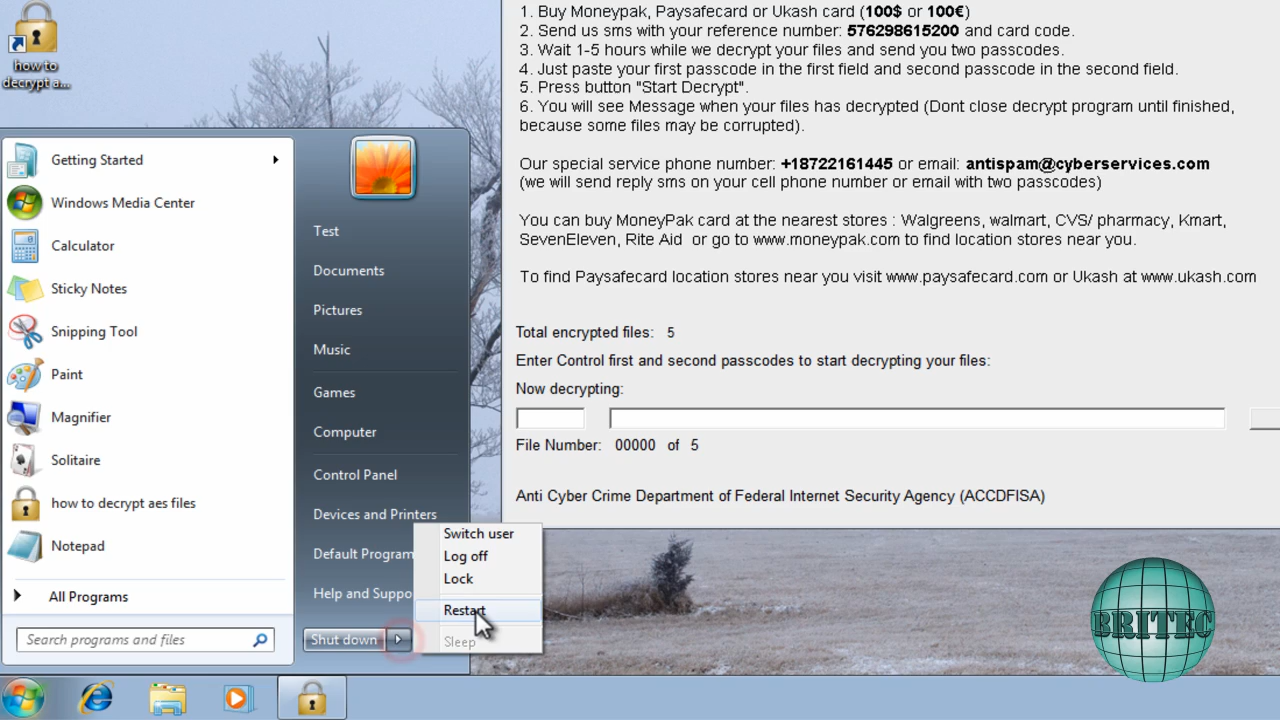 how to
decrypt a...
1. Buy Moneypak, Paysafecard or Ukash card (100$ or 100€)
2. Send us sms with your reference number: 576298615200 and card code.
3. Wait 1-5 hours while we decrypt your files and send you two passcodes.
4. Just paste your first passcode in the first field and second passcode in the second field.
5. Press button "Start Decrypt".
6. You will see Message when your files has decrypted (Dont close decrypt program until finished,
because some files may be corrupted).
Our special service phone number: +18722161445 or email: antispam@cyberservices.com
(we will send reply sms on your cell phone number or email with two passcodes)
You can buy MoneyPak card at the nearest stores : Walgreens, walmart, CVS/ pharmacy, Kmart,
SevenEleven, Rite Aid or go to www.moneypak.com to find location stores near you.
To find Paysafecard location stores near you visit www.paysafecard.com or Ukash at www.ukash.com
Total encrypted files: 5
Enter Control first and second passcodes to start decrypting your files:
Now decrypting:
File Number: 00000 of 5
Anti Cyber Crime Department of Federal Internet Security Agency (ACCDFISA)
Getting Started
Windows Media Center
Calculator
Sticky Notes
Snipping Tool
Paint
Magnifier
Solitaire
how to decrypt aes files
Notepad
All Programs
Search programs and files
Test
Documents
Pictures
Music
Games
Computer
Control Panel
Devices and Printers
Default Program
Help and Suppo
Shut down
Switch user
Log off
Lock
Restart
Sleep
BRITEC